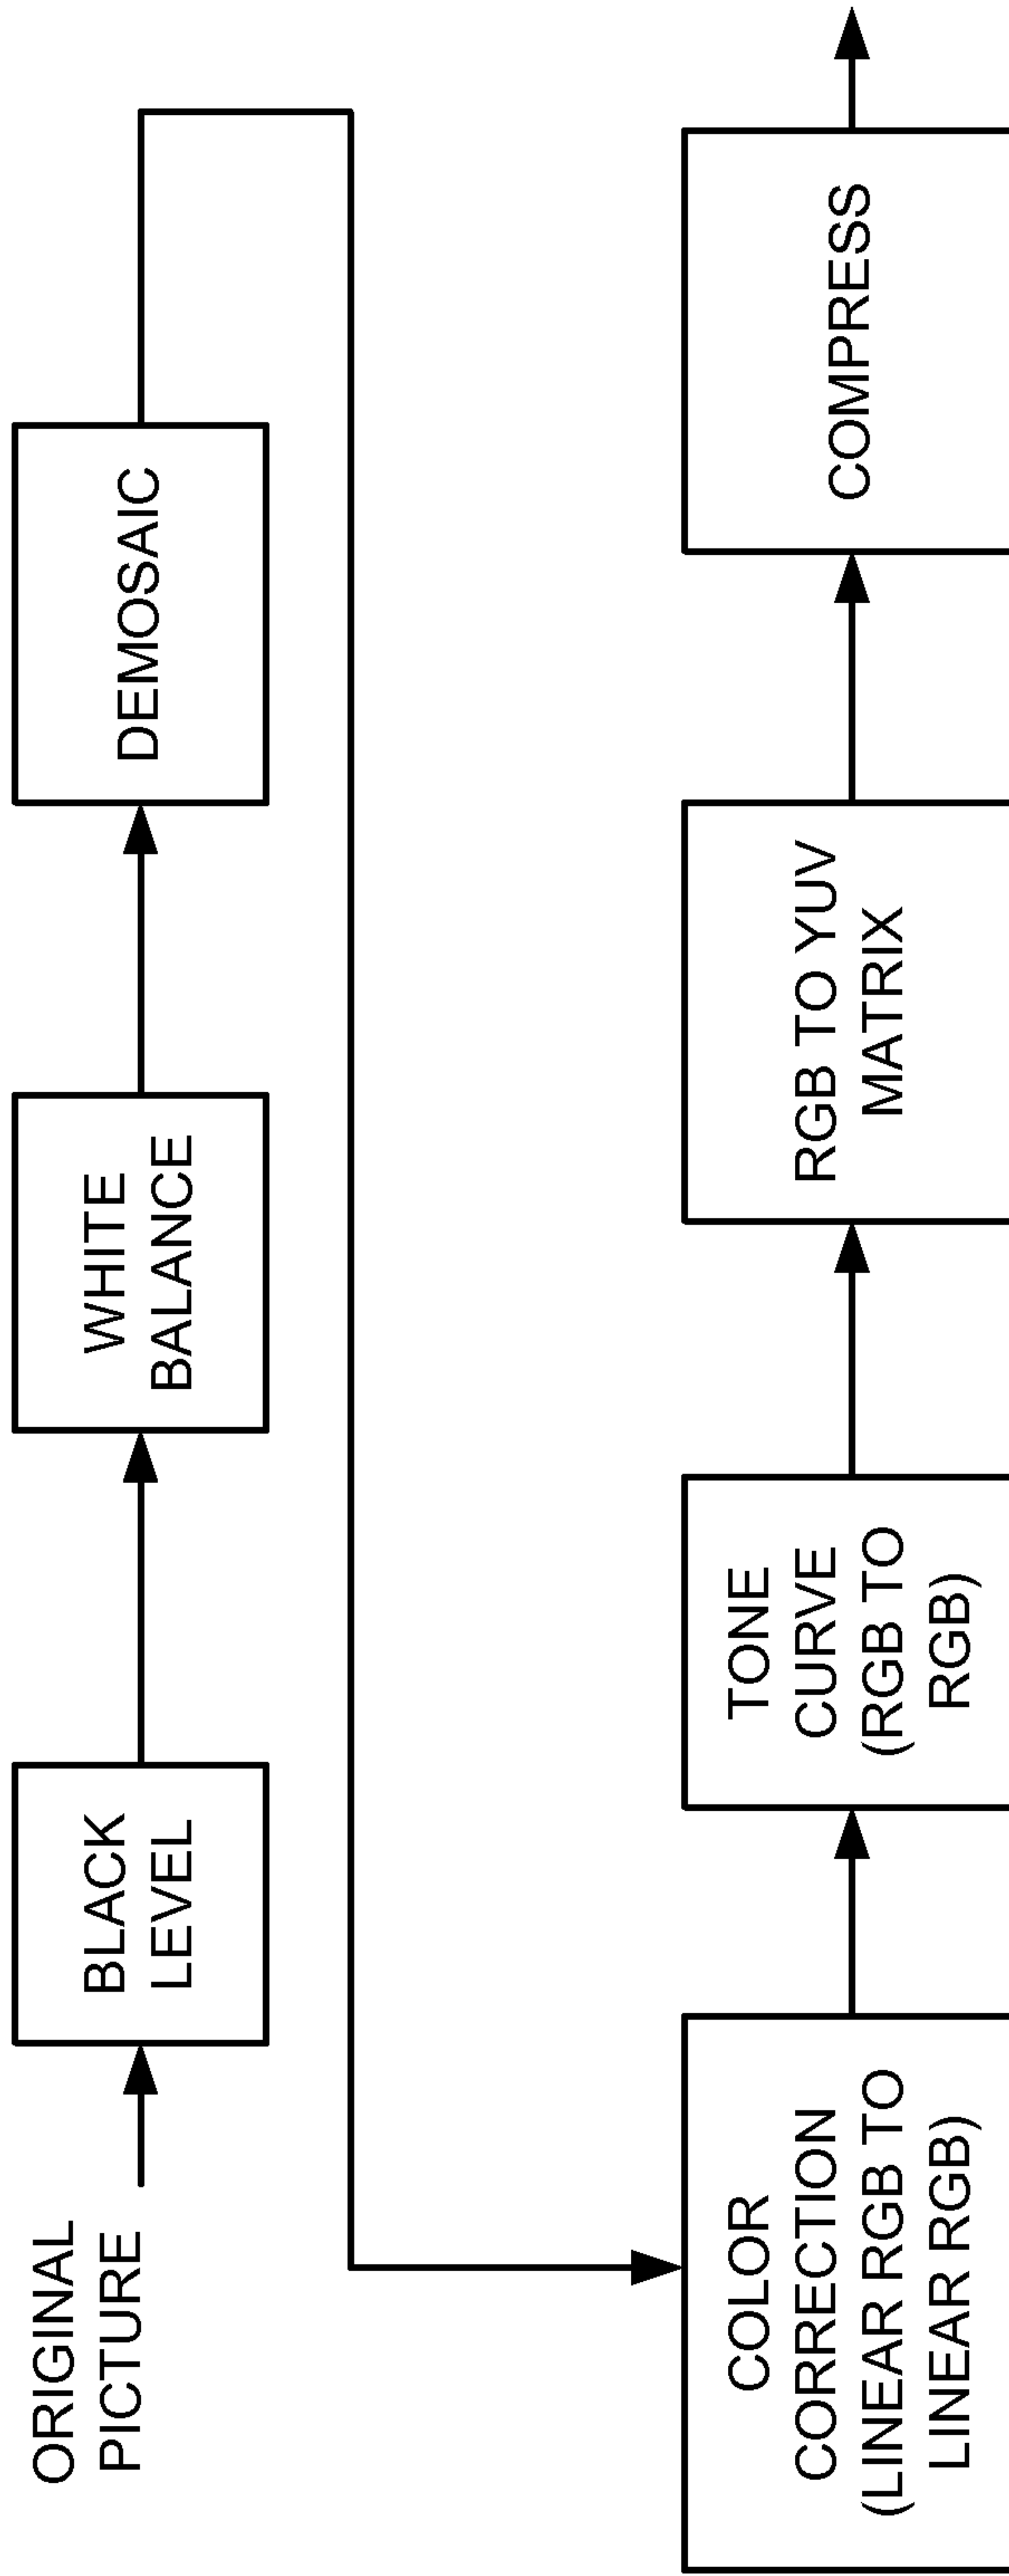 ORIGINAL
PICTURE
BLACK
LEVEL
WHITE
BALANCE
DEMOSAIC
COLOR
CORRECTION
(LINEAR RGB TO
LINEAR RGB)
TONE
CURVE
(RGB TO
RGB)
RGB TO YUV
MATRIX
COMPRESS